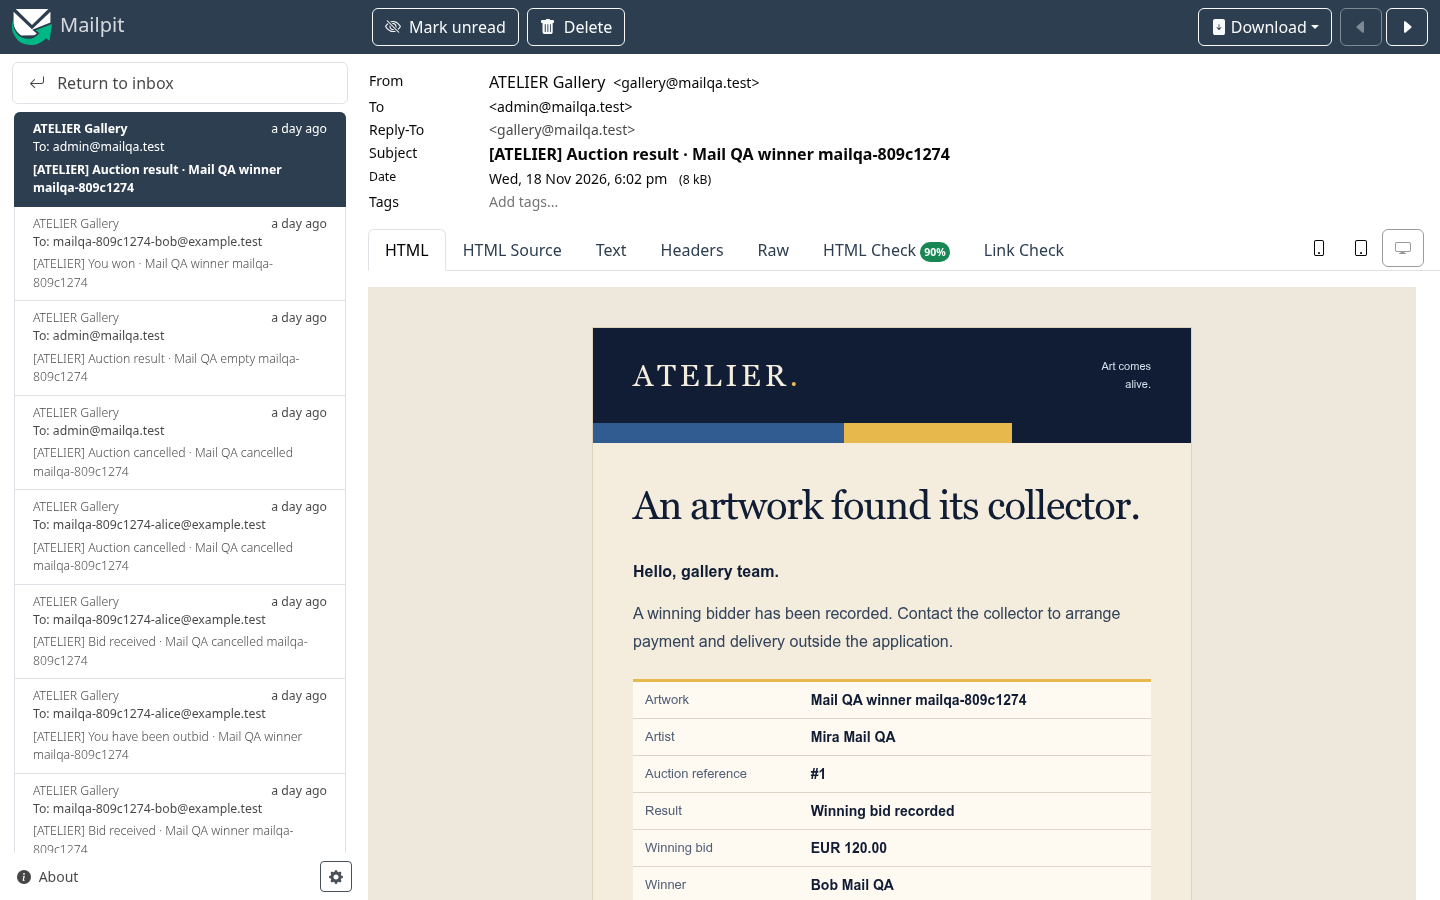 Mailpit
Mark unread
Delete
Download
Return to inbox
ATELIER Gallery a day ago
To: admin@mailqa.test
[ATELIER] Auction result · Mail QA winner
mailqa-809c1274
ATELIER Gallery a day ago
To: mailqa-809c1274-bob@example.test
[ATELIER] You won · Mail QA winner mailqa-
809c1274
ATELIER Gallery a day ago
To: admin@mailqa.test
[ATELIER] Auction result · Mail QA empty mailqa-
809c1274
ATELIER Gallery a day ago
To: admin@mailqa.test
[ATELIER] Auction cancelled · Mail QA cancelled
mailqa-809c1274
ATELIER Gallery a day ago
To: mailqa-809c1274-alice@example.test
[ATELIER] Auction cancelled · Mail QA cancelled
mailqa-809c1274
ATELIER Gallery a day ago
To: mailqa-809c1274-alice@example.test
[ATELIER] Bid received · Mail QA cancelled mailqa-
809c1274
ATELIER Gallery a day ago
To: mailqa-809c1274-alice@example.test
[ATELIER] You have been outbid · Mail QA winner
mailqa-809c1274
ATELIER Gallery a day ago
To: mailqa-809c1274-bob@example.test
[ATELIER] Bid received · Mail QA winner mailqa-
809c1274
About
From ATELIER Gallery <gallery@mailqa.test>
To <admin@mailqa.test>
Reply-To <gallery@mailqa.test>
Subject [ATELIER] Auction result · Mail QA winner mailqa-809c1274
Date Wed, 18 Nov 2026, 6:02 pm (8 kB)
Tags Add tags...
HTML HTML Source Text Headers Raw HTML Check 90% Link Check
ATELIER.
Art comes
alive.
An artwork found its collector.
Hello, gallery team.
A winning bidder has been recorded. Contact the collector to arrange
payment and delivery outside the application.
Artwork Mail QA winner mailqa-809c1274
Artist Mira Mail QA
Auction reference #1
Result Winning bid recorded
Winning bid EUR 120.00
Winner Bob Mail QA